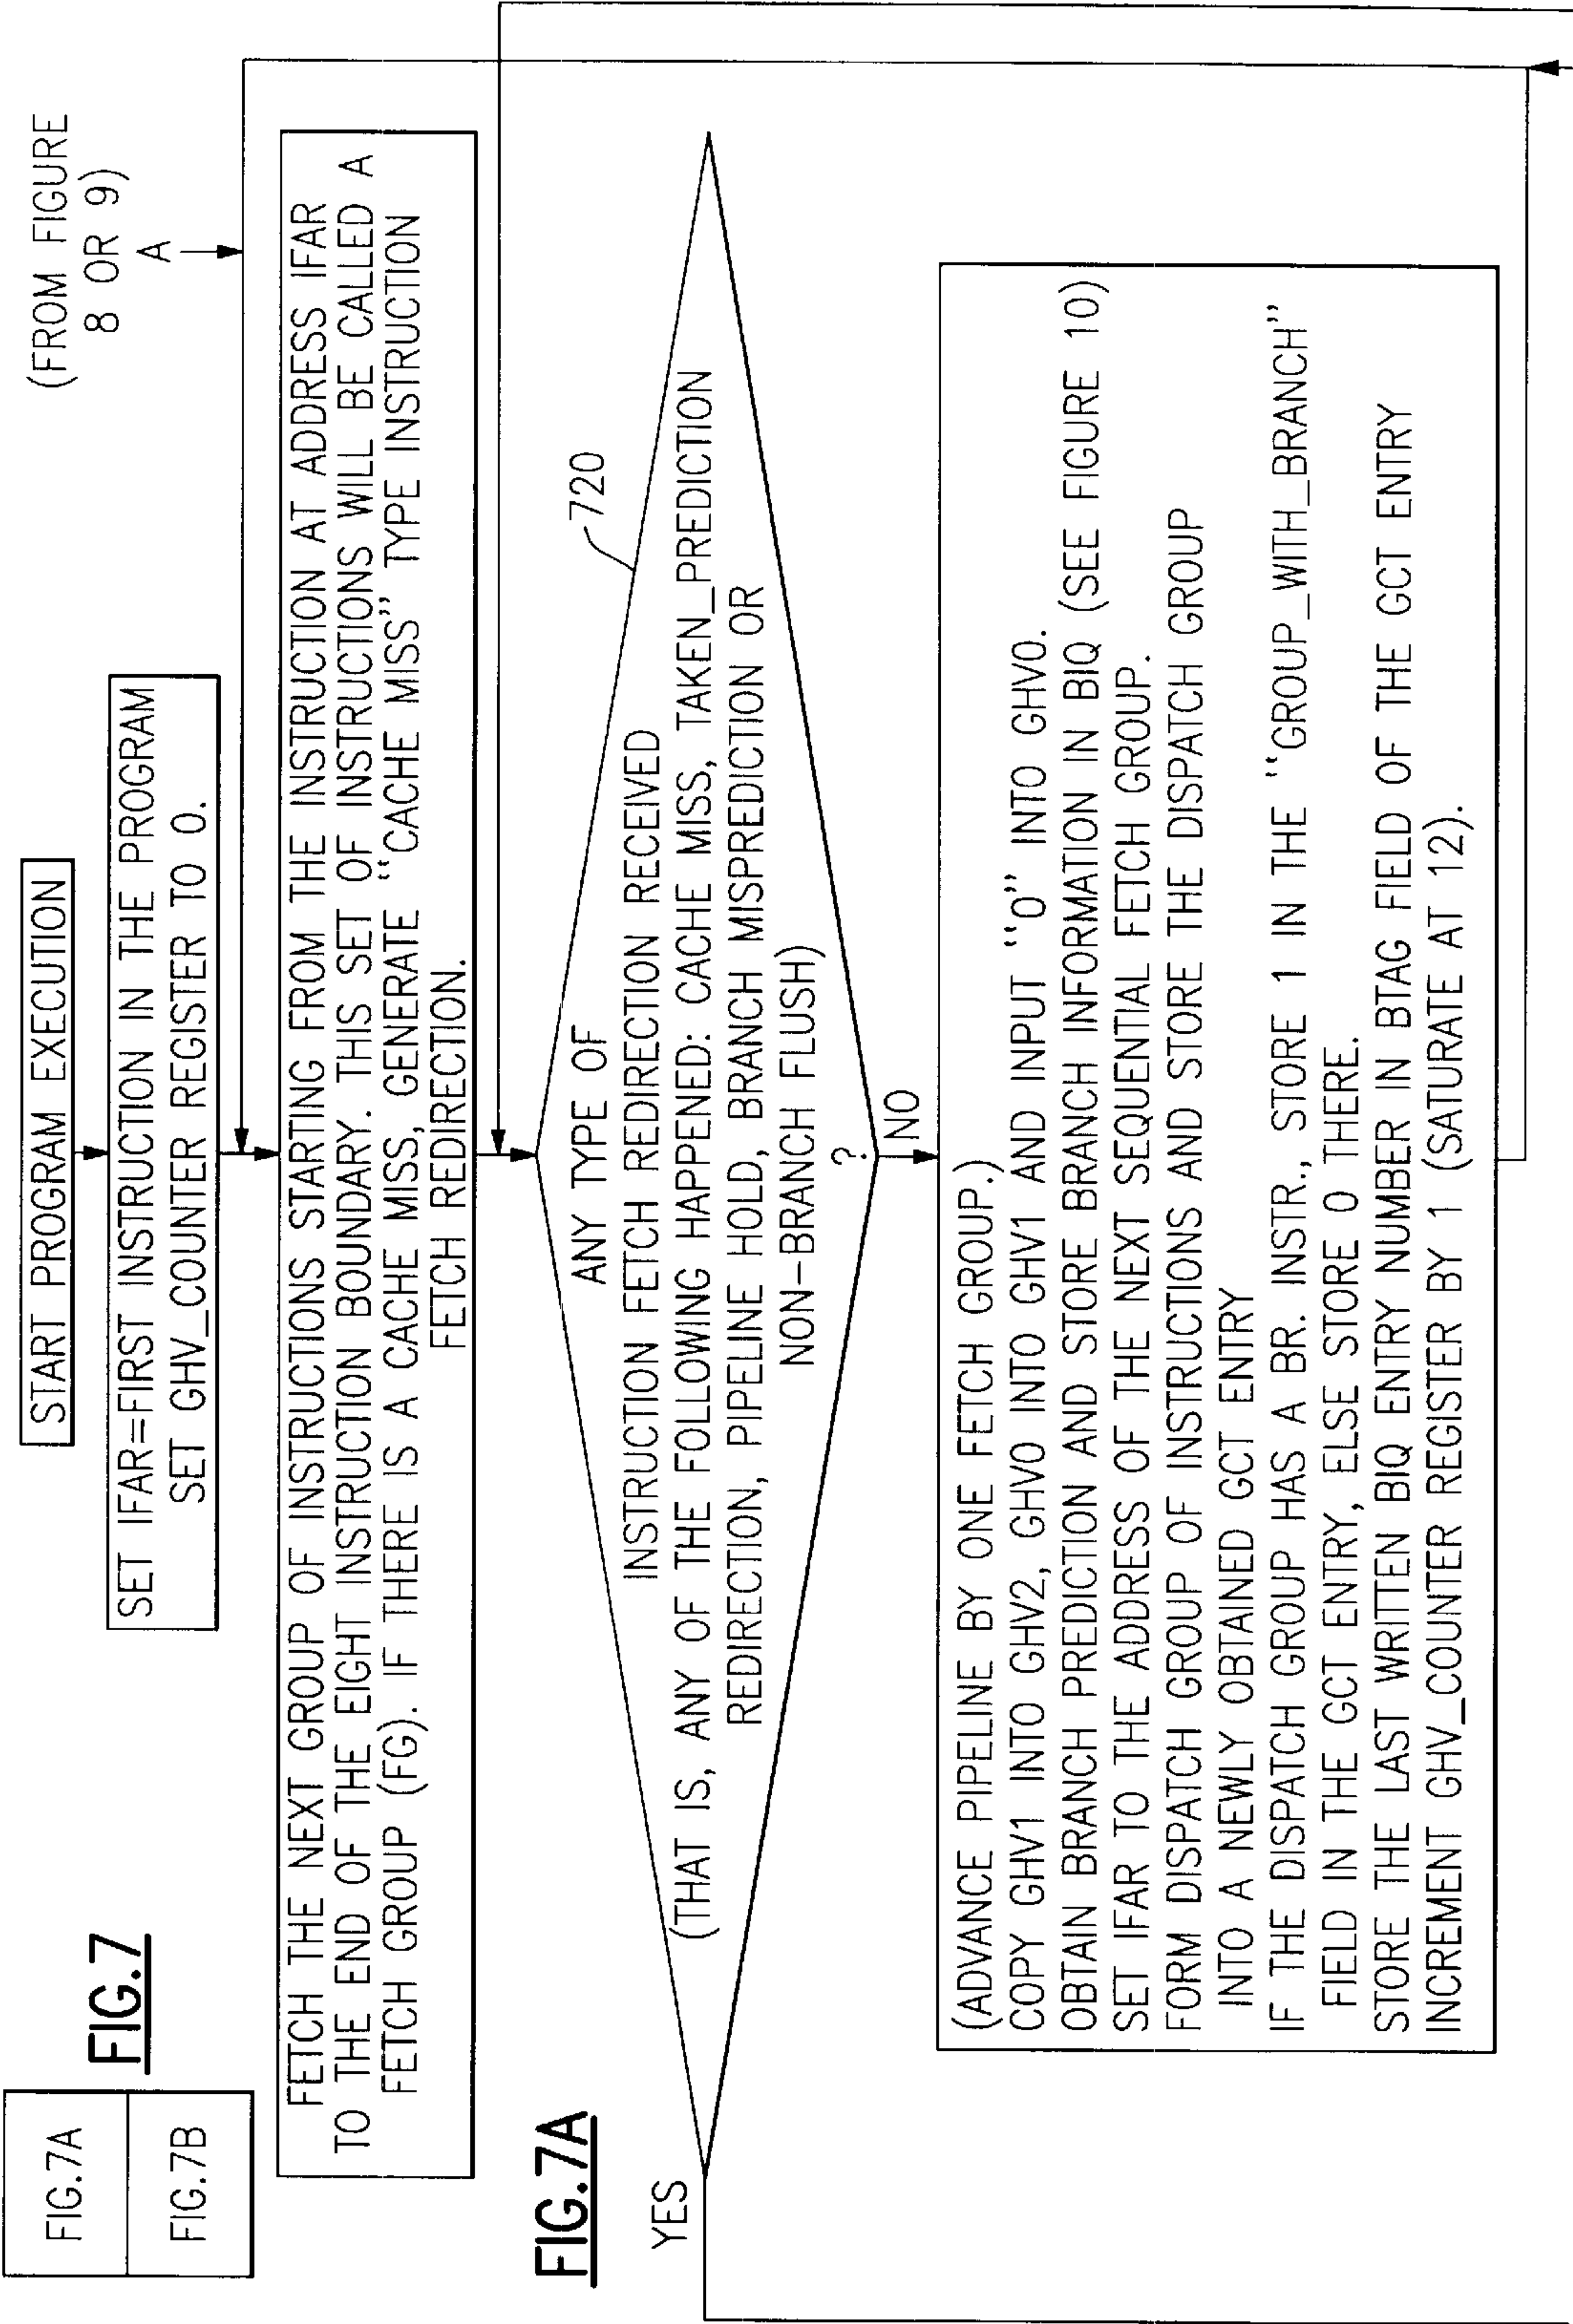 FIG.7A
FIG.7B
FIG.7
START PROGRAM EXECUTION
SET IFAR=FIRST INSTRUCTION IN THE PROGRAM
SET GHV_COUNTER REGISTER TO 0.
(FROM FIGURE
8 OR 9)
A
FETCH THE NEXT GROUP OF INSTRUCTIONS STARTING FROM THE INSTRUCTION AT ADDRESS IFAR
TO THE END OF THE EIGHT INSTRUCTION BOUNDARY. THIS SET OF INSTRUCTIONS WILL BE CALLED A
FETCH GROUP (FG). IF THERE IS A CACHE MISS, GENERATE "CACHE MISS" TYPE INSTRUCTION
FETCH REDIRECTION.
FIG.7A
720
ANY TYPE OF
INSTRUCTION FETCH REDIRECTION RECEIVED
(THAT IS, ANY OF THE FOLLOWING HAPPENED: CACHE MISS, TAKEN_PREDICTION
REDIRECTION, PIPELINE HOLD, BRANCH MISPREDICTION OR
NON-BRANCH FLUSH)
?
YES
NO
(ADVANCE PIPELINE BY ONE FETCH GROUP.)
COPY GHV1 INTO GHV2, GHV0 INTO GHV1 AND INPUT "0" INTO GHV0.
OBTAIN BRANCH PREDICTION AND STORE BRANCH INFORMATION IN BIQ (SEE FIGURE 10)
SET IFAR TO THE ADDRESS OF THE NEXT SEQUENTIAL FETCH GROUP.
FORM DISPATCH GROUP OF INSTRUCTIONS AND STORE THE DISPATCH GROUP
INTO A NEWLY OBTAINED GCT ENTRY
IF THE DISPATCH GROUP HAS A BR. INSTR., STORE 1 IN THE "GROUP_WITH_BRANCH"
FIELD IN THE GCT ENTRY, ELSE STORE 0 THERE.
STORE THE LAST WRITTEN BIQ ENTRY NUMBER IN BTAG FIELD OF THE GCT ENTRY
INCREMENT GHV_COUNTER REGISTER BY 1 (SATURATE AT 12).